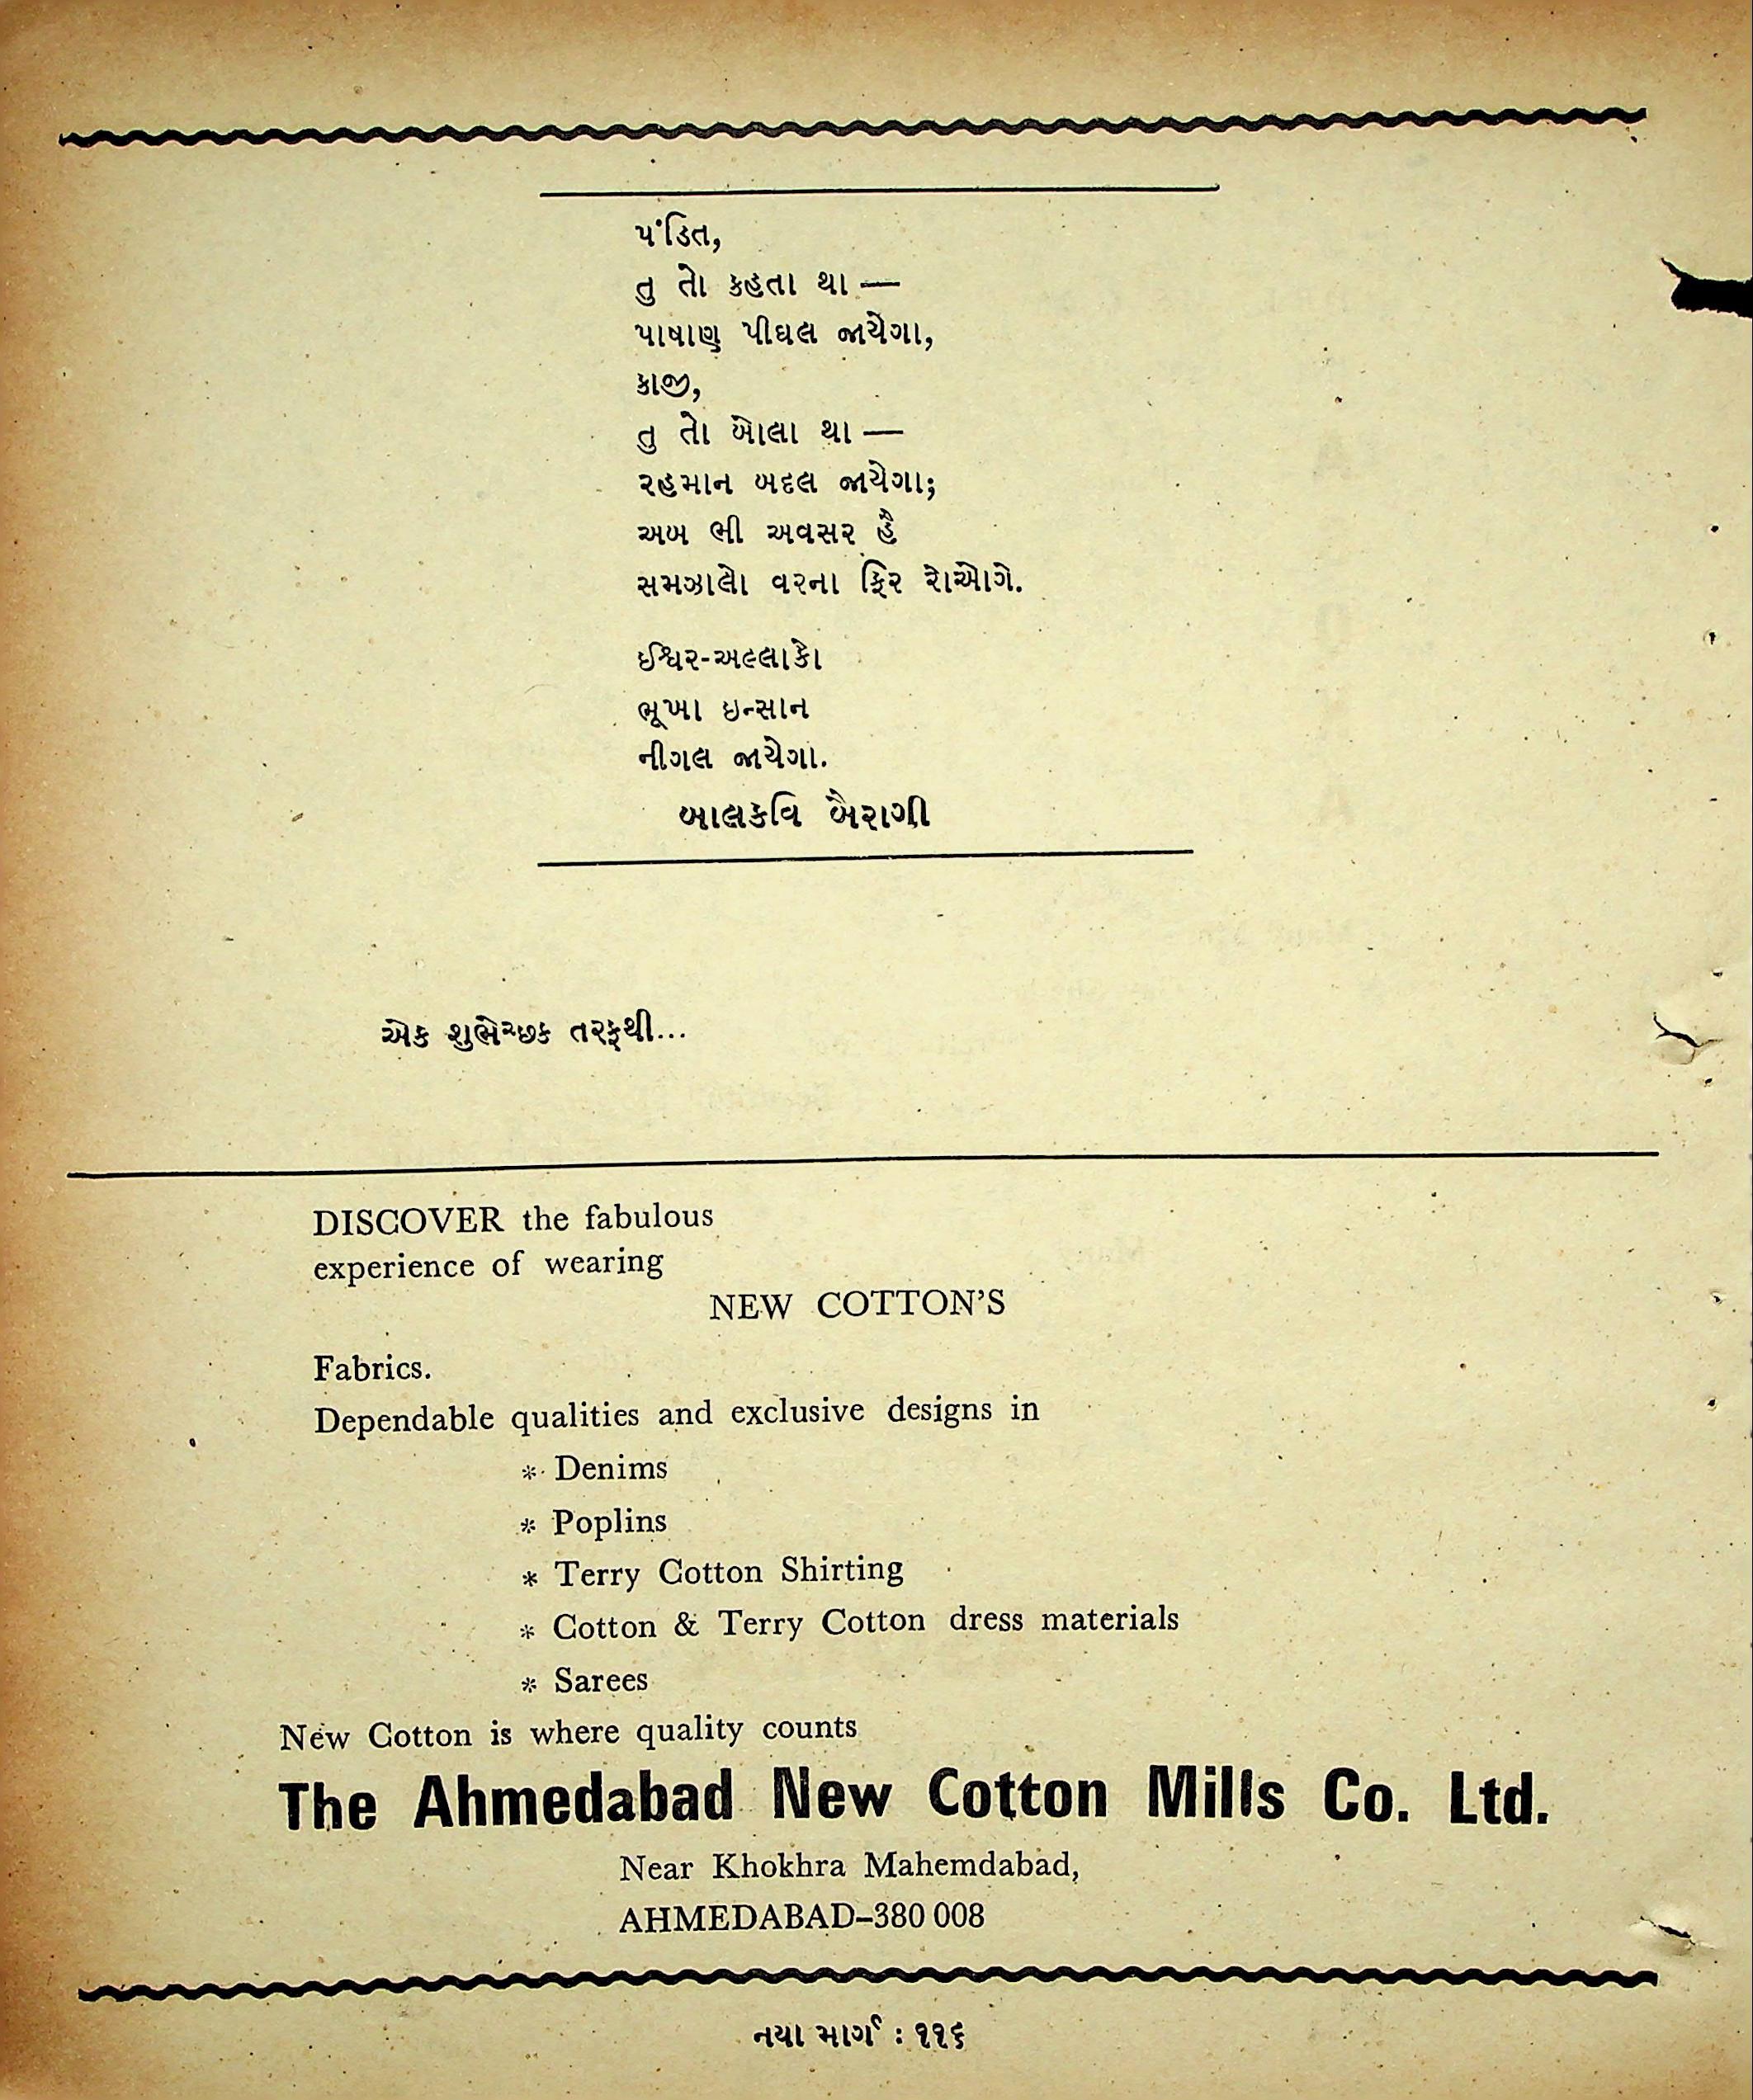 પંડિત,
તુ તો કહતા થા —
પાષાણ પીઘલ જાયેગા,
કાજી,
તુ તો બોલા થા —
રહમાન બદલ જાયેગા;
અબ ભી અવસર હૈ
સમઝાલો વરના ફિર રોઓગે.
ઈશ્વર-અલ્લાકો
ભૂખા ઇન્સાન
નીગલ જાયેગા.
બાલકવિ બૈરાગી
એક શુભેચ્છક તરફથી...
DISCOVER the fabulous
experience of wearing
NEW COTTON'S
Fabrics.
Dependable qualities and exclusive designs in
* Denims
* Poplins
* Terry Cotton Shirting
* Cotton & Terry Cotton dress materials
* Sarees
New Cotton is where quality counts
The Ahmedabad New Cotton Mills Co. Ltd.
Near Khokhra Mahemdabad,
AHMEDABAD–380 008
નયા માર્ગ : ૧૧૬